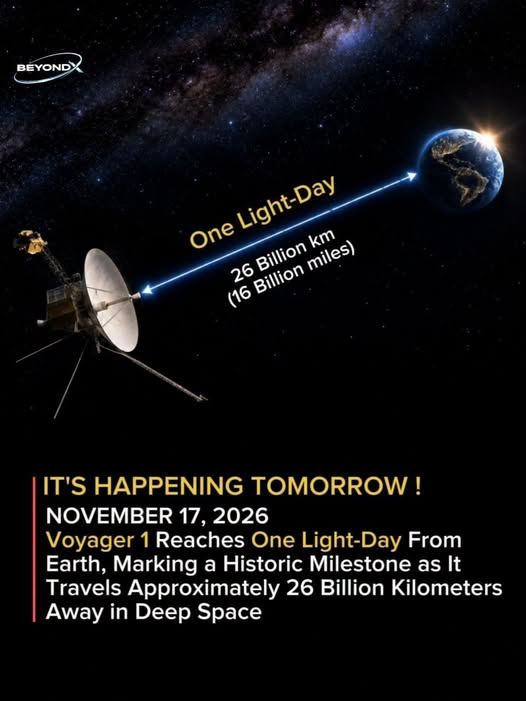 BEYONDX
One Light-Day
26 Billion km
(16 Billion miles)
IT'S HAPPENING TOMORROW !
NOVEMBER 17, 2026
Voyager 1 Reaches One Light-Day From
Earth, Marking a Historic Milestone as It
Travels Approximately 26 Billion Kilometers
Away in Deep Space